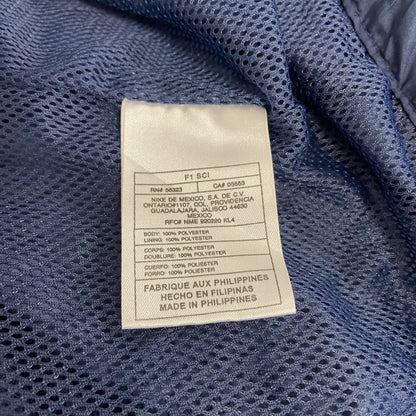 F1 SCI
RN# 56323 CA# 05553
NIKE DE MEXICO, S.A. DE C.V.
ONTARIO#1107, COL. PROVIDENCIA
GUADALAJARA, JALISCO 44630
MEXICO
RFC# NME 920220 KL4
BODY: 100% POLYESTER
LINING: 100% POLYESTER
CORPS: 100% POLYESTER
DOUBLURE: 100% POLYESTER
CUERPO: 100% POLYESTER
FORRO: 100% POLYESTER
FABRIQUE AUX PHILIPPINES
HECHO EN FILIPINAS
MADE IN PHILIPPINES